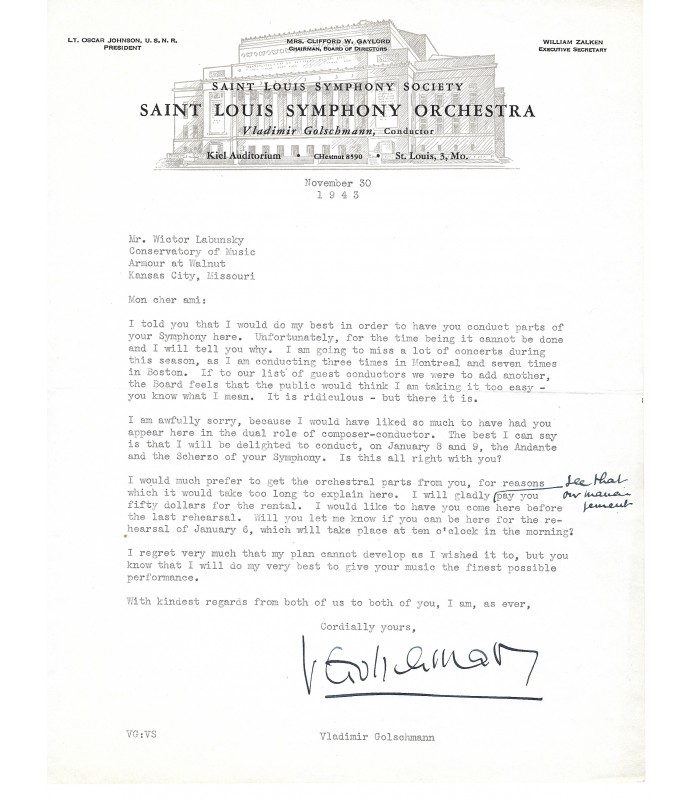 LT. OSCAR JOHNSON, U. S. N. R.
PRESIDENT
MRS. CLIFFORD W. GAYLORD
CHAIRMAN, BOARD OF DIRECTORS
WILLIAM ZALKEN
EXECUTIVE SECRETARY
SAINT LOUIS SYMPHONY SOCIETY
SAINT LOUIS SYMPHONY ORCHESTRA
Vladimir Golschmann, Conductor
Kiel Auditorium • CHestnut 8590 • St. Louis, 3, Mo.
November 30
1943
Mr. Wictor Labunsky
Conservatory of Music
Armour at Walnut
Kansas City, Missouri
Mon cher ami:
I told you that I would do my best in order to have you conduct parts of
your Symphony here. Unfortunately, for the time being it cannot be done
and I will tell you why. I am going to miss a lot of concerts during
this season, as I am conducting three times in Montreal and seven times
in Boston. If to our list of guest conductors we were to add another,
the Board feels that the public would think I am taking it too easy -
you know what I mean. It is ridiculous - but there it is.
I am awfully sorry, because I would have liked so much to have had you
appear here in the dual role of composer-conductor. The best I can say
is that I will be delighted to conduct, on January 8 and 9, the Andante
and the Scherzo of your Symphony. Is this all right with you?
I would much prefer to get the orchestral parts from you, for reasons
which it would take too long to explain here. I will gladly pay you
see that
our mana-
gement
fifty dollars for the rental. I would like to have you come here before
the last rehearsal. Will you let me know if you can be here for the re-
hearsal of January 6, which will take place at ten o'clock in the morning?
I regret very much that my plan cannot develop as I wished it to, but you
know that I will do my very best to give your music the finest possible
performance.
With kindest regards from both of us to both of you, I am, as ever,
Cordially yours,
V Golschmann
VG:VS
Vladimir Golschmann